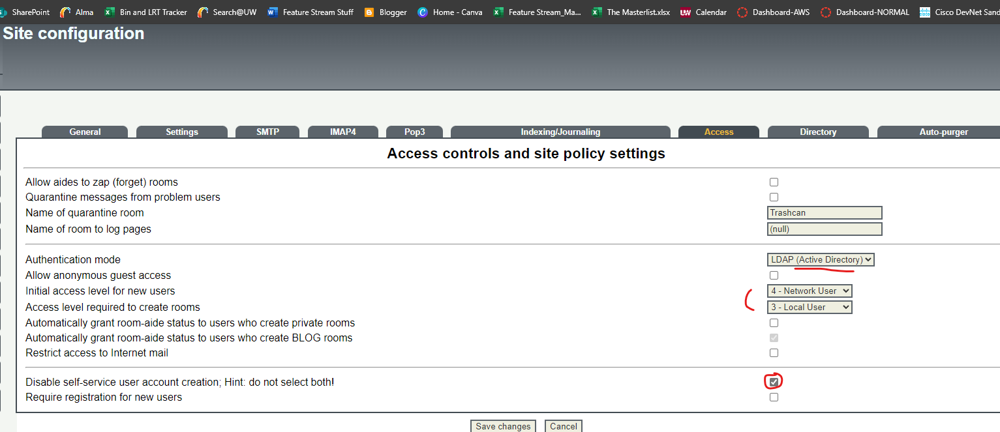 SharePoint Alma Bin and LRT Tracker Search@UW Feature Stream Stuff Blogger Home - Canva Feature Stream_Ma... The Masterlist.xlsx UW Calendar Dashboard-AWS Dashboard-NORMAL Cisco DevNet Sand
Site configuration
General Settings SMTP IMAP4 Pop3 Indexing/Journaling Access Directory Auto-purger
Access controls and site policy settings
Allow aides to zap (forget) rooms
Quarantine messages from problem users
Name of quarantine room Trashcan
Name of room to log pages (null)
Authentication mode LDAP (Active Directory)
Allow anonymous guest access
Initial access level for new users 4 - Network User
Access level required to create rooms 3 - Local User
Automatically grant room-aide status to users who create private rooms
Automatically grant room-aide status to users who create BLOG rooms
Restrict access to Internet mail
Disable self-service user account creation; Hint: do not select both!
Require registration for new users
Save changes Cancel